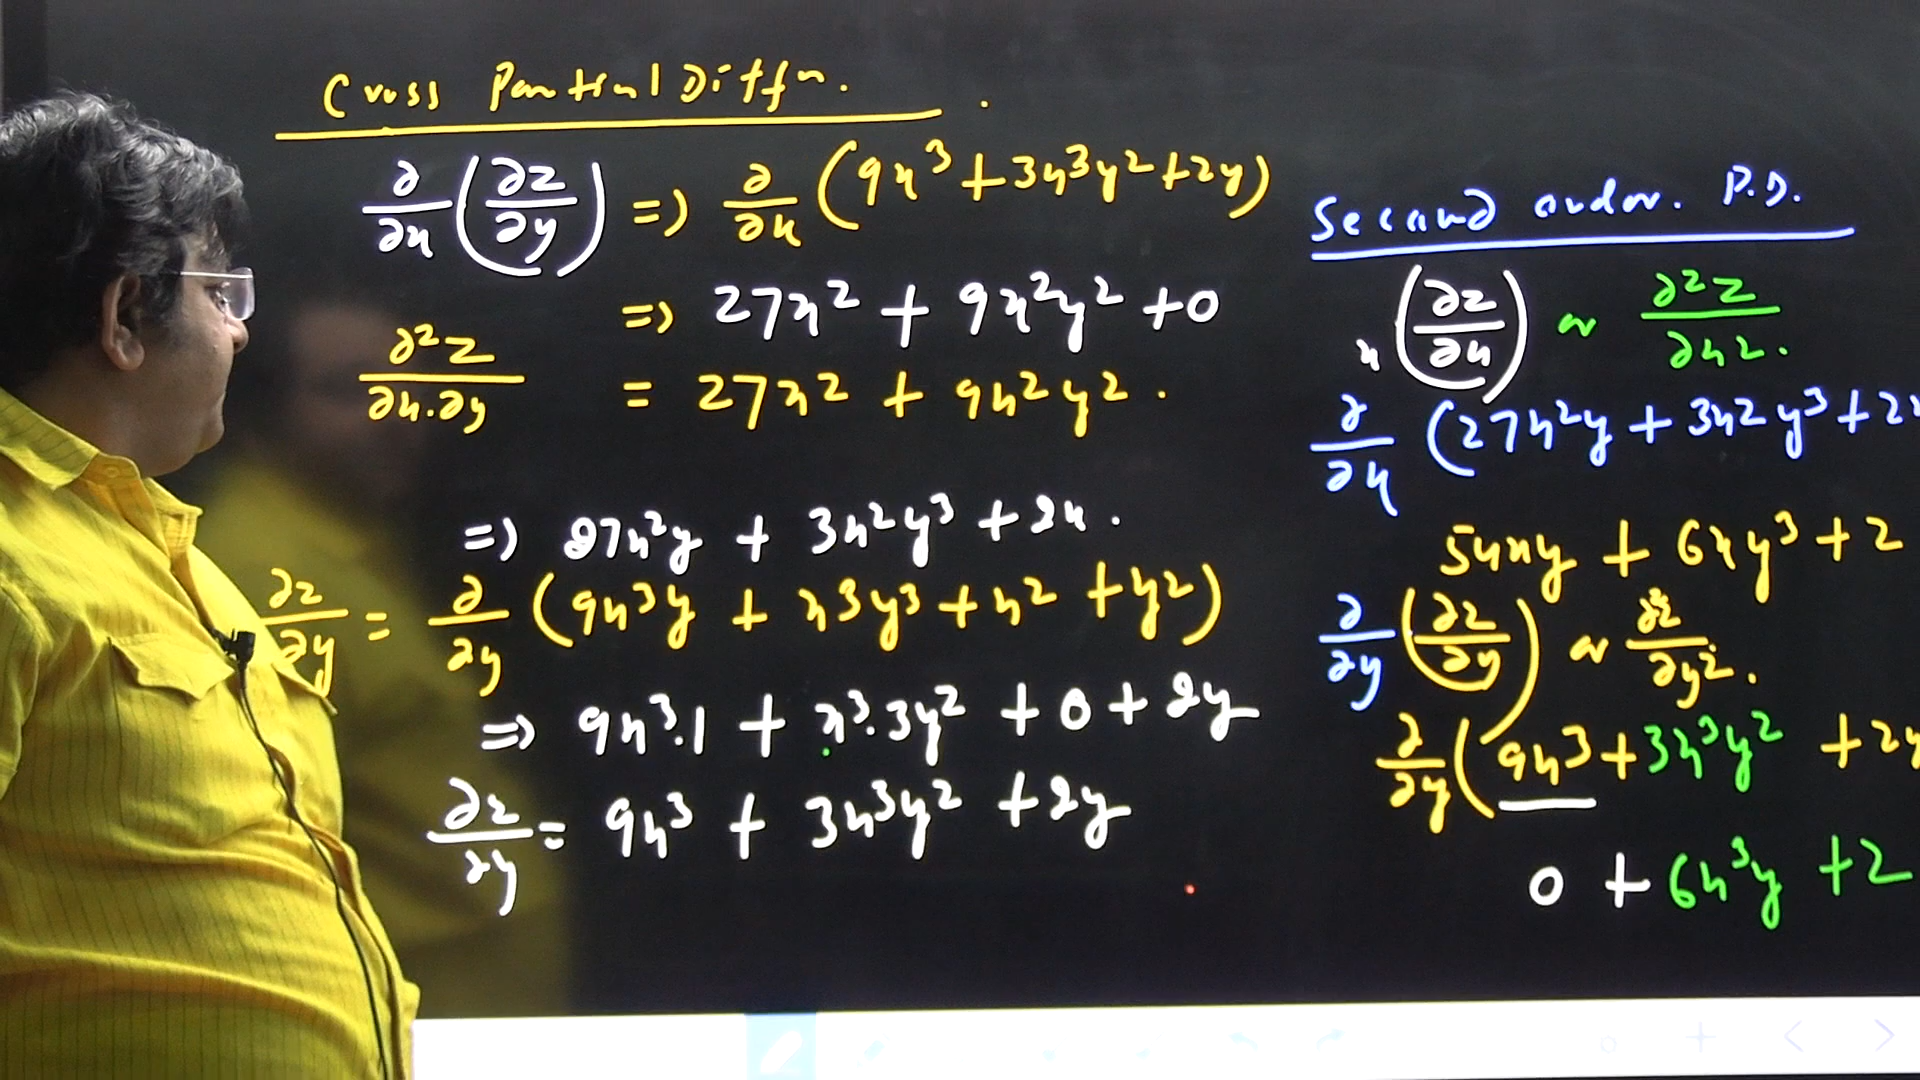 Cross Partial Diffn.
∂/∂x (∂z/∂y) => ∂/∂x (9x³ + 3x³y² + 2y)
=> 27x² + 9x²y² + 0
∂²z/∂x.∂y = 27x² + 9x²y².
=> 27x²y + 3x²y³ + 2x.
∂z/∂y = ∂/∂y (9x³y + x³y³ + x² + y²)
=> 9x³.1 + x³.3y² + 0 + 2y
∂z/∂y = 9x³ + 3x³y² + 2y
Second order. P.D.
x (∂z/∂x) ~ ∂²z/∂x².
∂/∂x (27x²y + 3x²y³ + 2x
54xy + 6xy³ + 2
∂/∂y (∂z/∂y) ~ ∂²z/∂y².
∂/∂y (9x³ + 3x³y² + 2y
0 + 6x³y + 2